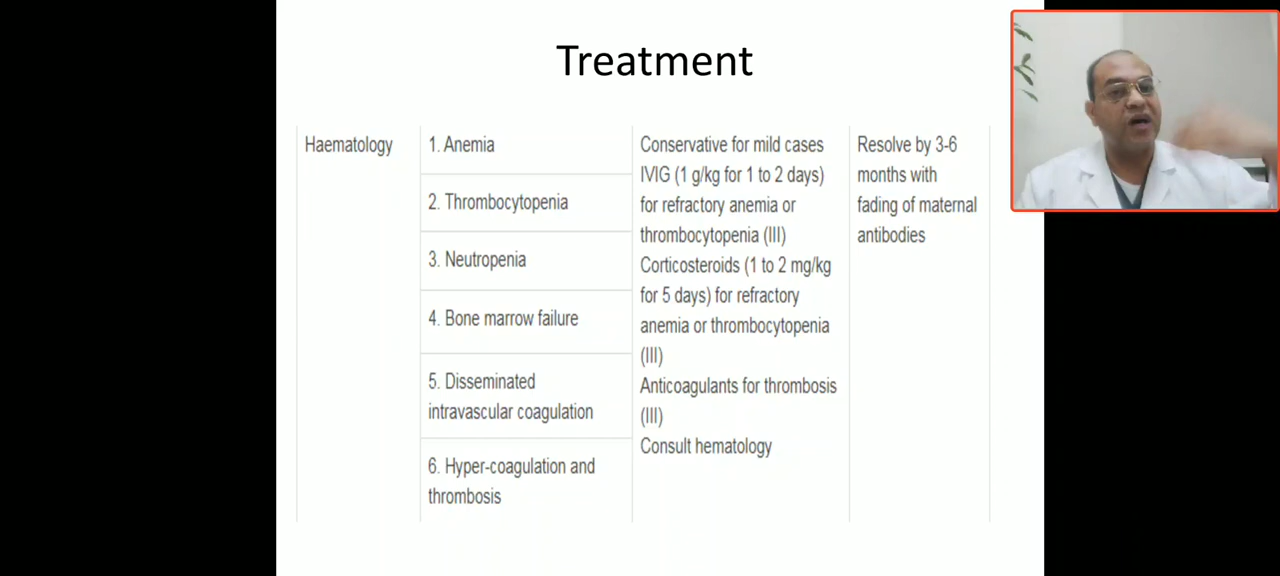 Treatment
Haematology
1. Anemia
2. Thrombocytopenia
3. Neutropenia
4. Bone marrow failure
5. Disseminated
intravascular coagulation
6. Hyper-coagulation and
thrombosis
Conservative for mild cases
IVIG (1 g/kg for 1 to 2 days)
for refractory anemia or
thrombocytopenia (III)
Corticosteroids (1 to 2 mg/kg
for 5 days) for refractory
anemia or thrombocytopenia
(III)
Anticoagulants for thrombosis
(III)
Consult hematology
Resolve by 3-6
months with
fading of maternal
antibodies